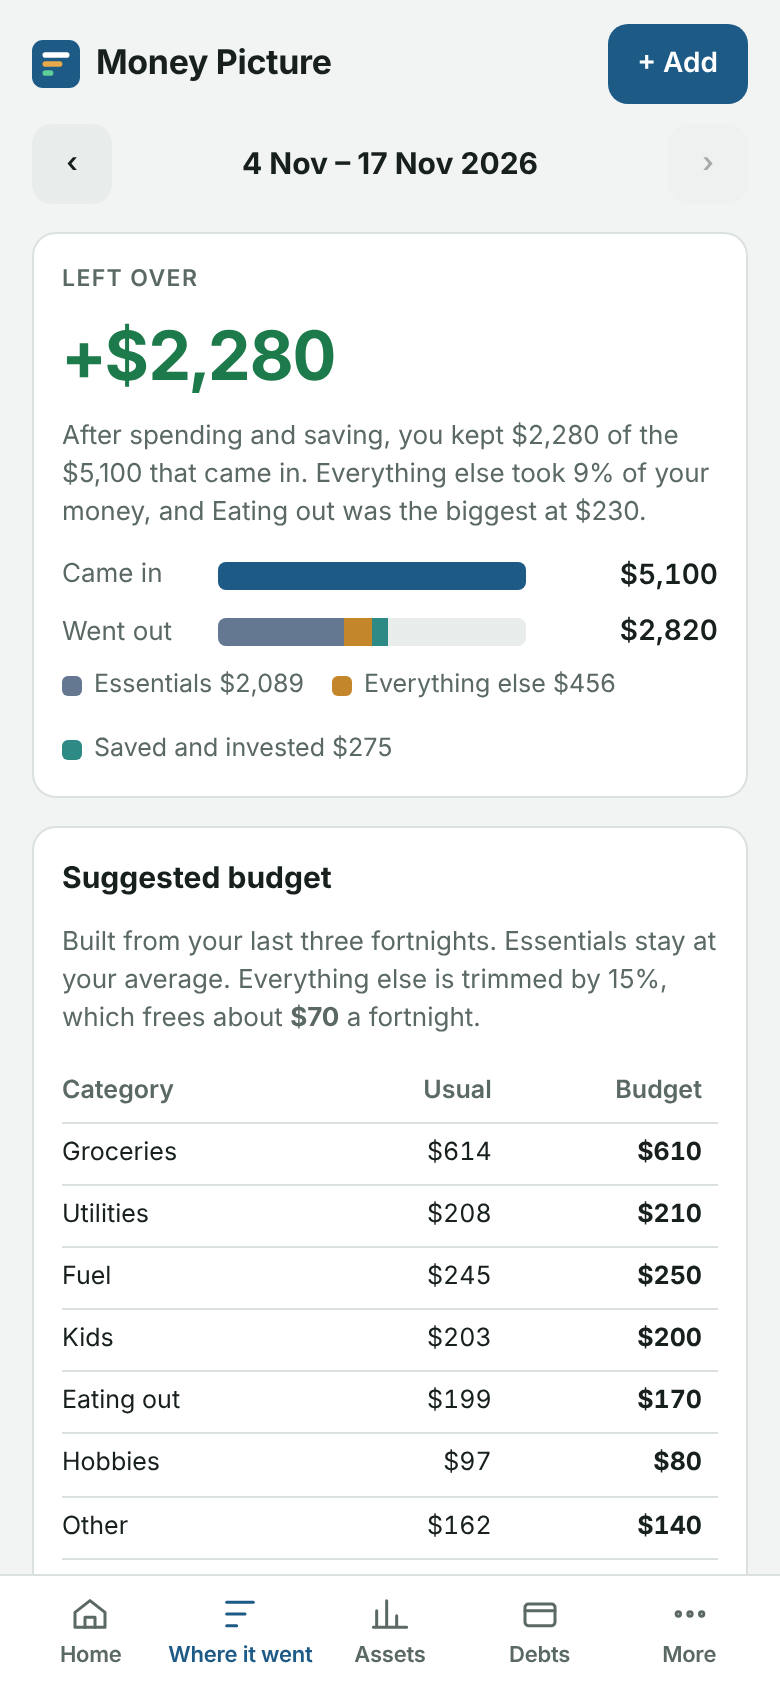 Money Picture
+ Add
‹
4 Nov – 17 Nov 2026
›
LEFT OVER
+$2,280
After spending and saving, you kept $2,280 of the
$5,100 that came in. Everything else took 9% of your
money, and Eating out was the biggest at $230.
Came in $5,100
Went out $2,820
Essentials $2,089 Everything else $456
Saved and invested $275
Suggested budget
Built from your last three fortnights. Essentials stay at
your average. Everything else is trimmed by 15%,
which frees about $70 a fortnight.
Category Usual Budget
Groceries $614 $610
Utilities $208 $210
Fuel $245 $250
Kids $203 $200
Eating out $199 $170
Hobbies $97 $80
Other $162 $140
Home Where it went Assets Debts More